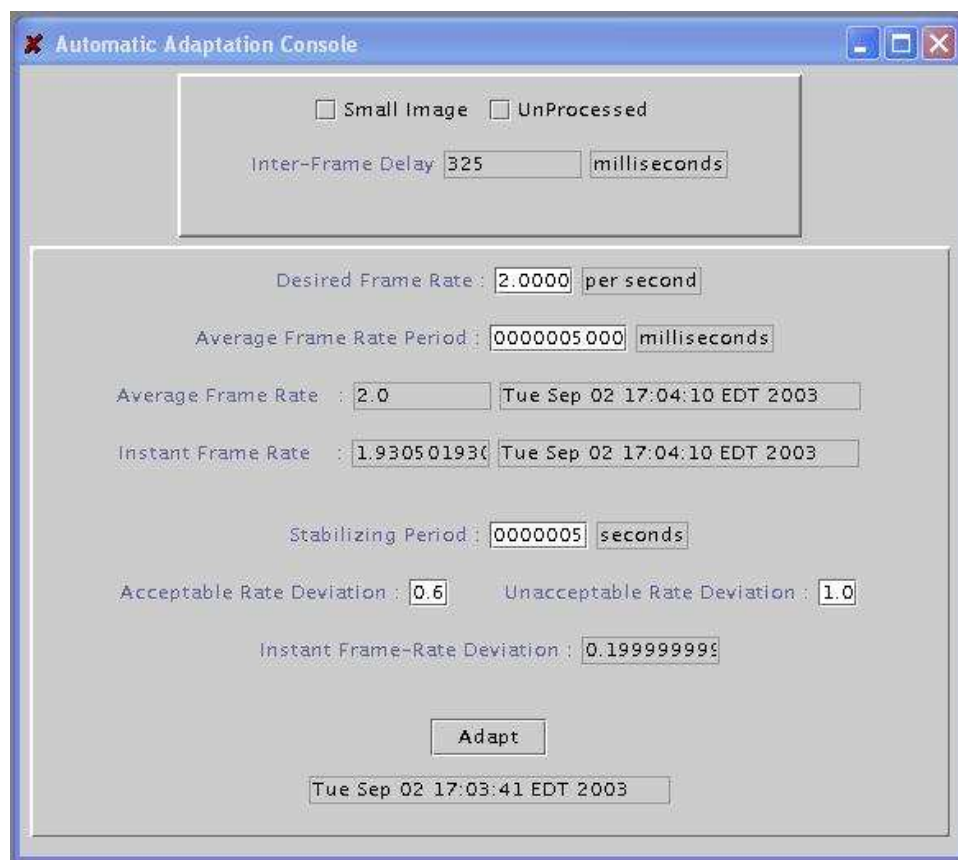 Automatic Adaptation Console
Small Image UnProcessed
Inter-Frame Delay 325 milliseconds
Desired Frame Rate : 2.0000 per second
Average Frame Rate Period : 0000005000 milliseconds
Average Frame Rate : 2.0 Tue Sep 02 17:04:10 EDT 2003
Instant Frame Rate : 1.930501930 Tue Sep 02 17:04:10 EDT 2003
Stabilizing Period : 0000005 seconds
Acceptable Rate Deviation : 0.6 Unacceptable Rate Deviation : 1.0
Instant Frame-Rate Deviation : 0.199999999
Adapt
Tue Sep 02 17:03:41 EDT 2003